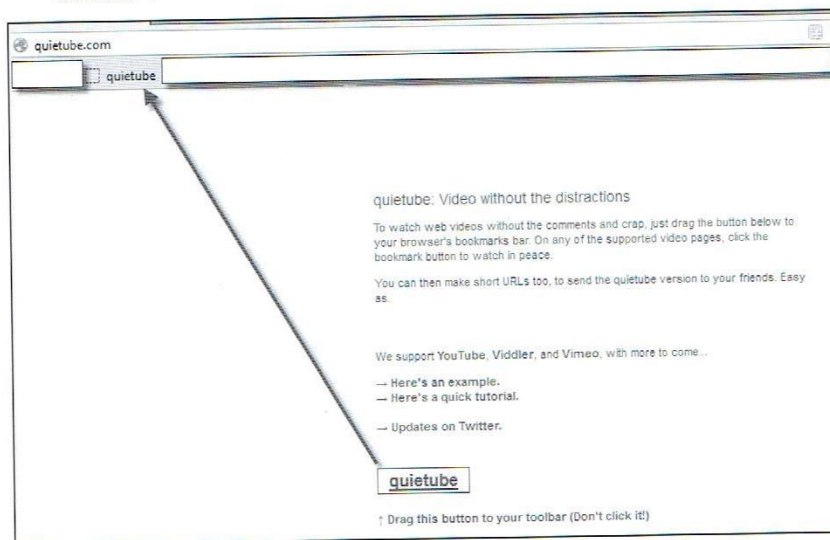 quietube.com
quietube
quietube: Video without the distractions
To watch web videos without the comments and crap, just drag the button below to
your browser's bookmarks bar. On any of the supported video pages, click the
bookmark button to watch in peace.
You can then make short URLs too, to send the quietube version to your friends. Easy
as.
We support YouTube, Viddler, and Vimeo, with more to come...
→ Here's an example.
→ Here's a quick tutorial.
→ Updates on Twitter.
quietube
↑ Drag this button to your toolbar (Don't click it!)